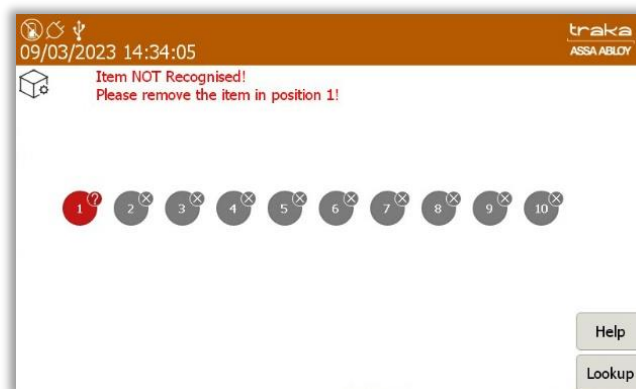 traka
09/03/2023 14:34:05
ASSA ABLOY
Item NOT Recognised!
Please remove the item in position 1!
1 ? 2 3 4 5 6 7 8 9 10
Help
Lookup